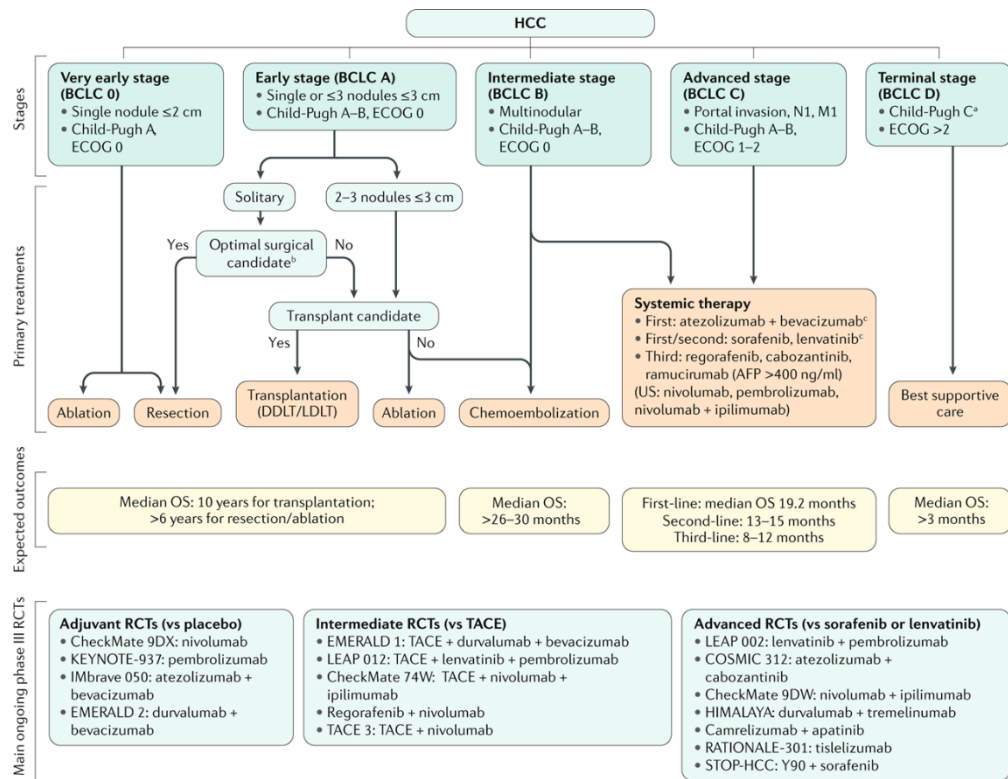 HCC
Stages
Very early stage
(BCLC 0)
• Single nodule ≤2 cm
• Child-Pugh A,
ECOG 0
Early stage (BCLC A)
• Single or ≤3 nodules ≤3 cm
• Child-Pugh A–B, ECOG 0
Intermediate stage
(BCLC B)
• Multinodular
• Child-Pugh A–B,
ECOG 0
Advanced stage
(BCLC C)
• Portal invasion, N1, M1
• Child-Pugh A–B,
ECOG 1–2
Terminal stage
(BCLC D)
• Child-Pugh Cᵃ
• ECOG >2
Primary treatments
Solitary
2–3 nodules ≤3 cm
Yes
Optimal surgical
candidateᵇ
No
Transplant candidate
Yes
No
Ablation
Resection
Transplantation
(DDLT/LDLT)
Ablation
Chemoembolization
Systemic therapy
• First: atezolizumab + bevacizumabᶜ
• First/second: sorafenib, lenvatinibᶜ
• Third: regorafenib, cabozantinib,
ramucirumab (AFP >400 ng/ml)
(US: nivolumab, pembrolizumab,
nivolumab + ipilimumab)
Best supportive
care
Expected outcomes
Median OS: 10 years for transplantation;
>6 years for resection/ablation
Median OS:
>26–30 months
First-line: median OS 19.2 months
Second-line: 13–15 months
Third-line: 8–12 months
Median OS:
>3 months
Main ongoing phase III RCTs
Adjuvant RCTs (vs placebo)
• CheckMate 9DX: nivolumab
• KEYNOTE-937: pembrolizumab
• IMbrave 050: atezolizumab +
bevacizumab
• EMERALD 2: durvalumab +
bevacizumab
Intermediate RCTs (vs TACE)
• EMERALD 1: TACE + durvalumab + bevacizumab
• LEAP 012: TACE + lenvatinib + pembrolizumab
• CheckMate 74W: TACE + nivolumab +
ipilimumab
• Regorafenib + nivolumab
• TACE 3: TACE + nivolumab
Advanced RCTs (vs sorafenib or lenvatinib)
• LEAP 002: lenvatinib + pembrolizumab
• COSMIC 312: atezolizumab +
cabozantinib
• CheckMate 9DW: nivolumab + ipilimumab
• HIMALAYA: durvalumab + tremelinumab
• Camrelizumab + apatinib
• RATIONALE-301: tislelizumab
• STOP-HCC: Y90 + sorafenib